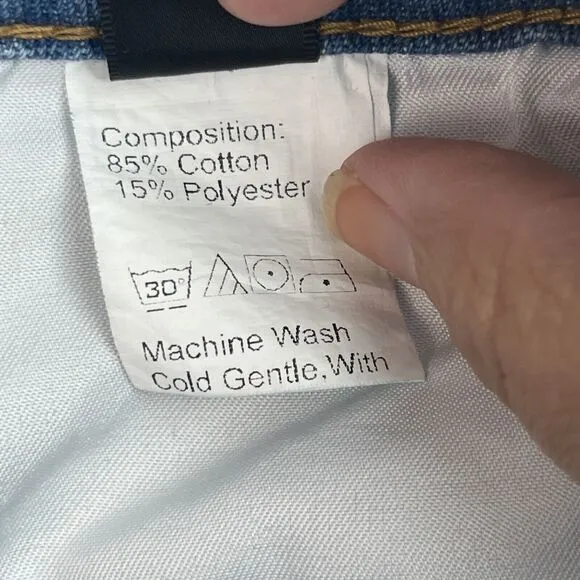 Composition:
85% Cotton
15% Polyester
30°
Machine Wash
Cold Gentle,With